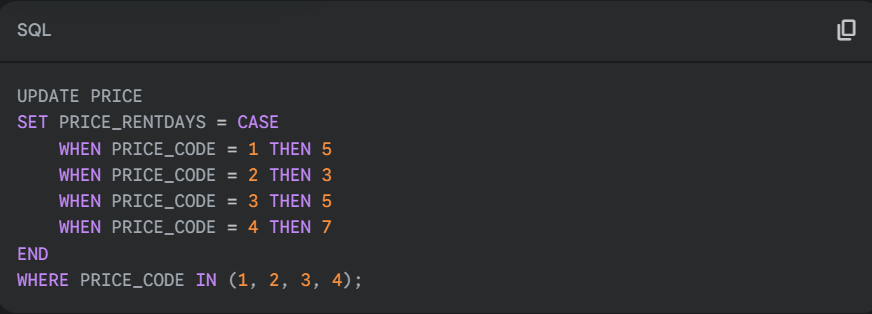 SQL
UPDATE PRICE
SET PRICE_RENTDAYS = CASE
    WHEN PRICE_CODE = 1 THEN 5
    WHEN PRICE_CODE = 2 THEN 3
    WHEN PRICE_CODE = 3 THEN 5
    WHEN PRICE_CODE = 4 THEN 7
END
WHERE PRICE_CODE IN (1, 2, 3, 4);